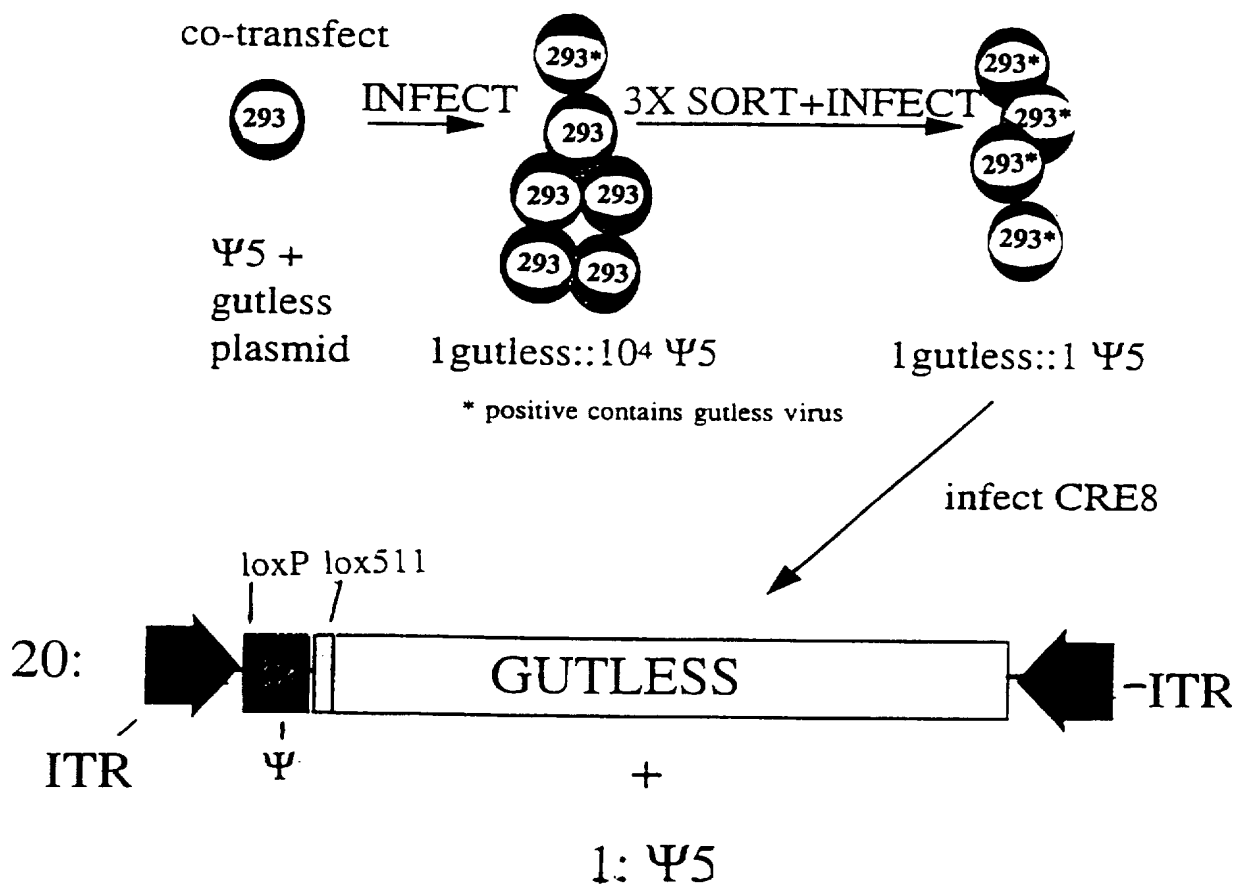 co-transfect
293
INFECT
293*
293
293
293
293
293
3X SORT+INFECT
293*
293*
293*
293*
Ψ5 +
gutless
plasmid
1gutless::10⁴ Ψ5
1gutless::1 Ψ5
* positive contains gutless virus
infect CRE8
loxP lox511
20:
GUTLESS
ITR
ITR
Ψ
+
1: Ψ5